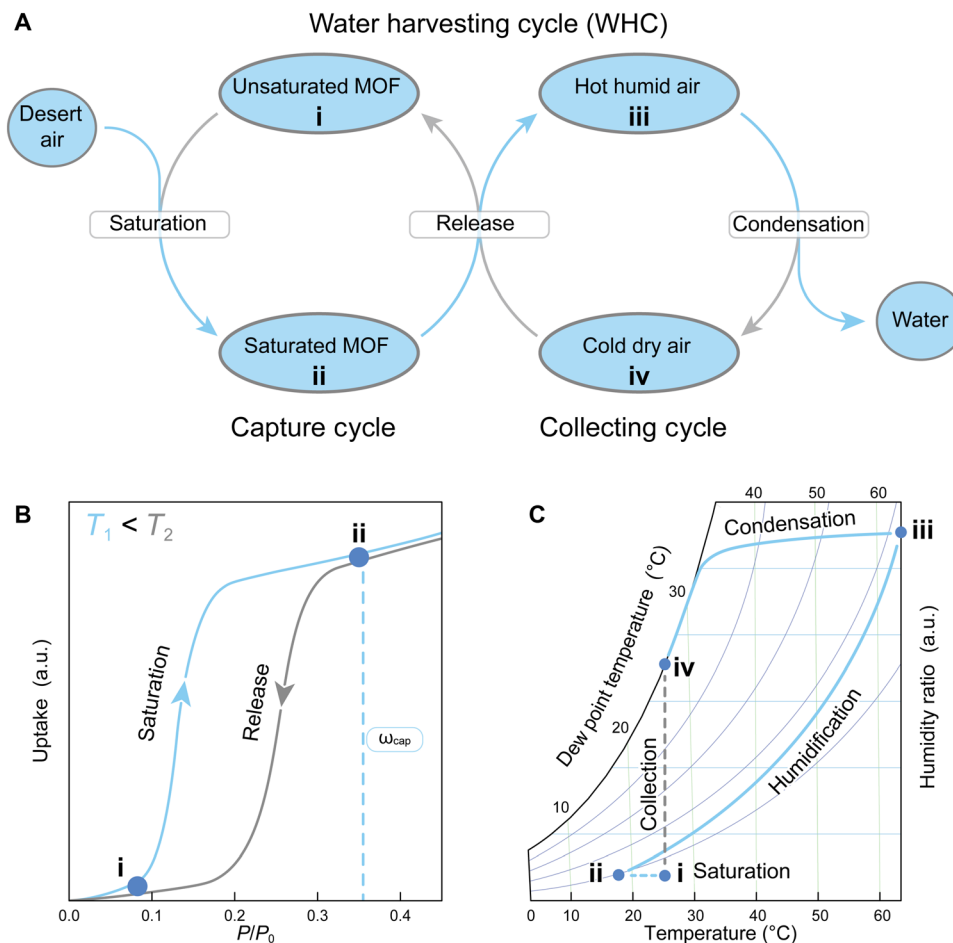 A
Water harvesting cycle (WHC)
Desert
air
Unsaturated MOF
i
Hot humid air
iii
Saturation
Release
Condensation
Saturated MOF
ii
Cold dry air
iv
Water
Capture cycle
Collecting cycle
B
T1 < T2
ii
Saturation
Release
ωcap
i
Uptake (a.u.)
0.0
0.1
0.2
0.3
0.4
P/P0
C
40
50
60
Condensation
iii
30
Dew point temperature (°C)
iv
20
Collection
Humidification
10
ii
i
Saturation
Humidity ratio (a.u.)
0
10
20
30
40
50
60
Temperature (°C)